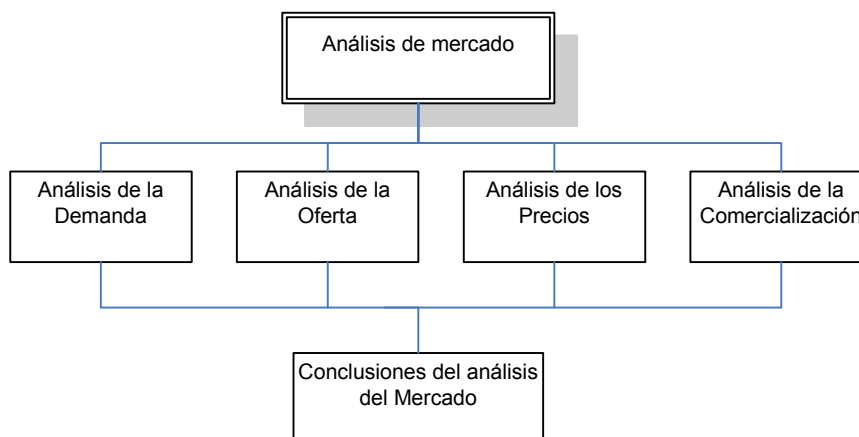 Análisis de mercado
Análisis de la
Demanda
Análisis de la
Oferta
Análisis de los
Precios
Análisis de la
Comercialización
Conclusiones del análisis
del Mercado